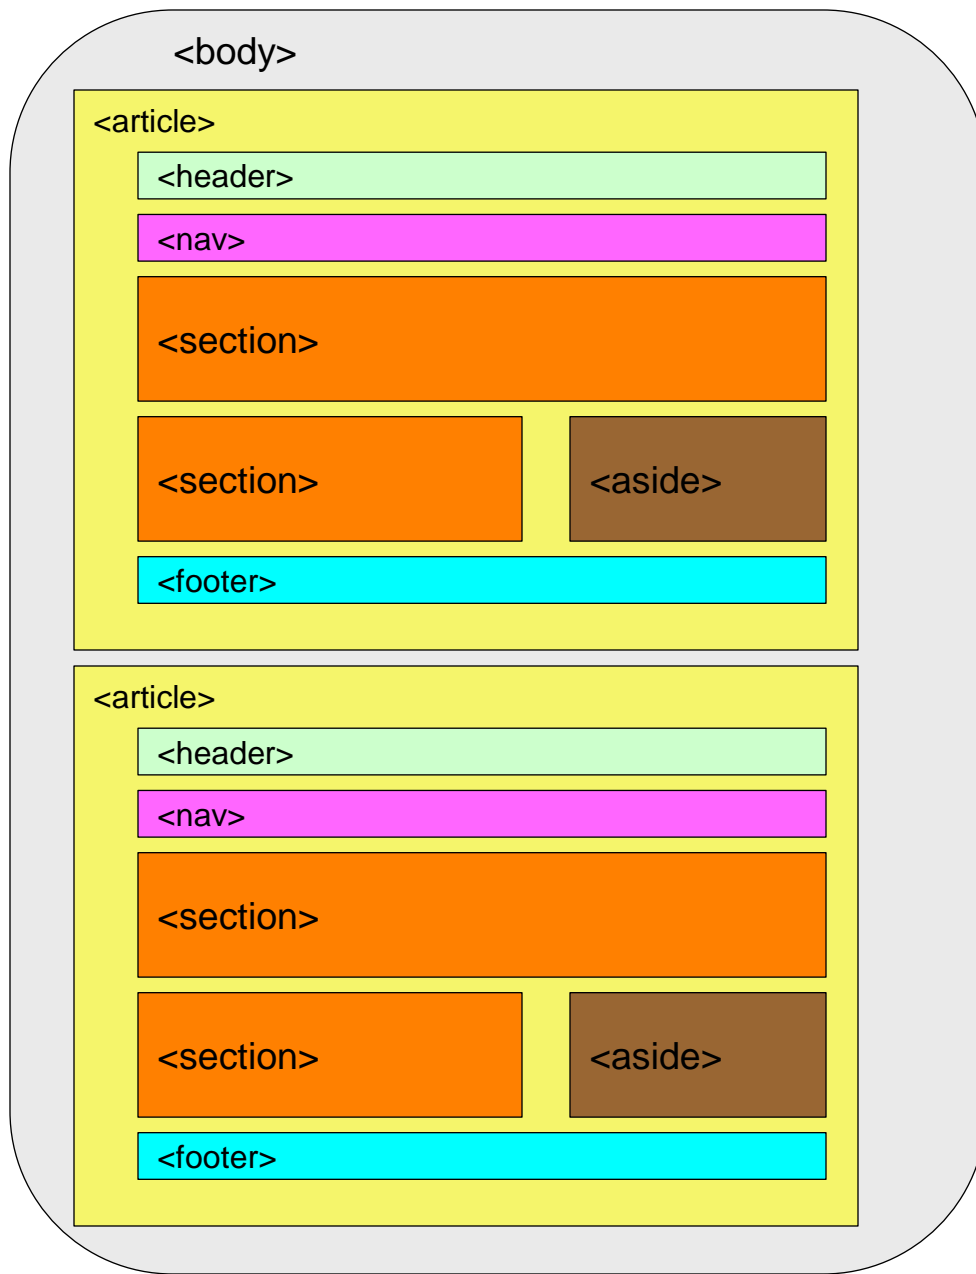 <body>
<article>
<header>
<nav>
<section>
<section> <aside>
<footer>
<article>
<header>
<nav>
<section>
<section> <aside>
<footer>